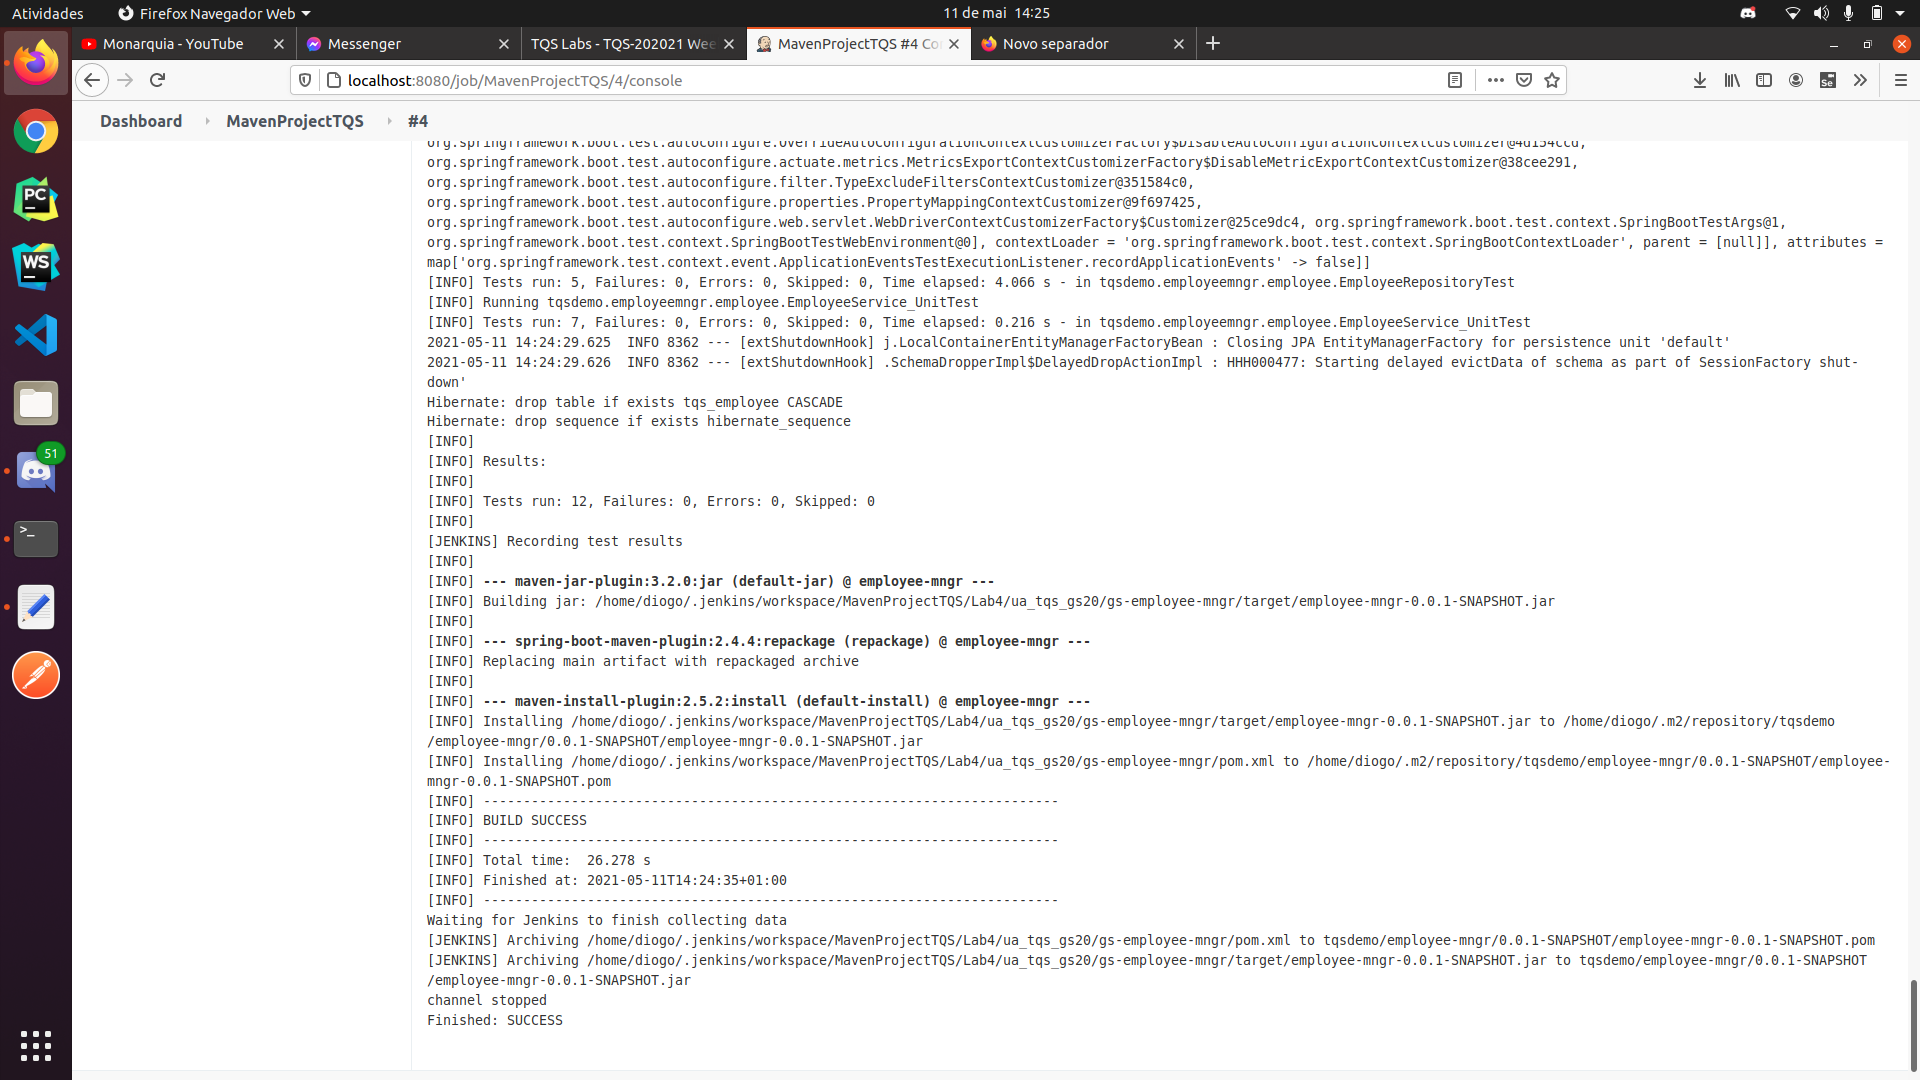 Atividades
Firefox Navegador Web
11 de mai 14:25
Monarquia - YouTube
Messenger
TQS Labs - TQS-202021 Wee
MavenProjectTQS #4 Co
Novo separador
localhost:8080/job/MavenProjectTQS/4/console
Dashboard
MavenProjectTQS
#4
org.springframework.boot.test.autoconfigure.OverrideAutoConfigurationContextCustomizerFactory$DisableAutoConfigurationContextCustomizer@4d154ccd,
org.springframework.boot.test.autoconfigure.actuate.metrics.MetricsExportContextCustomizerFactory$DisableMetricExportContextCustomizer@38cee291,
org.springframework.boot.test.autoconfigure.filter.TypeExcludeFiltersContextCustomizer@351584c0,
org.springframework.boot.test.autoconfigure.properties.PropertyMappingContextCustomizer@9f697425,
org.springframework.boot.test.autoconfigure.web.servlet.WebDriverContextCustomizerFactory$Customizer@25ce9dc4, org.springframework.boot.test.context.SpringBootTestArgs@1,
org.springframework.boot.test.context.SpringBootTestWebEnvironment@0], contextLoader = 'org.springframework.boot.test.context.SpringBootContextLoader', parent = [null]], attributes =
map['org.springframework.test.context.event.ApplicationEventsTestExecutionListener.recordApplicationEvents' -> false]]
[INFO] Tests run: 5, Failures: 0, Errors: 0, Skipped: 0, Time elapsed: 4.066 s - in tqsdemo.employeemngr.employee.EmployeeRepositoryTest
[INFO] Running tqsdemo.employeemngr.employee.EmployeeService_UnitTest
[INFO] Tests run: 7, Failures: 0, Errors: 0, Skipped: 0, Time elapsed: 0.216 s - in tqsdemo.employeemngr.employee.EmployeeService_UnitTest
2021-05-11 14:24:29.625  INFO 8362 --- [extShutdownHook] j.LocalContainerEntityManagerFactoryBean : Closing JPA EntityManagerFactory for persistence unit 'default'
2021-05-11 14:24:29.626  INFO 8362 --- [extShutdownHook] .SchemaDropperImpl$DelayedDropActionImpl : HHH000477: Starting delayed evictData of schema as part of SessionFactory shut-
down'
Hibernate: drop table if exists tqs_employee CASCADE
Hibernate: drop sequence if exists hibernate_sequence
[INFO]
[INFO] Results:
[INFO]
[INFO] Tests run: 12, Failures: 0, Errors: 0, Skipped: 0
[INFO]
[JENKINS] Recording test results
[INFO]
[INFO] --- maven-jar-plugin:3.2.0:jar (default-jar) @ employee-mngr ---
[INFO] Building jar: /home/diogo/.jenkins/workspace/MavenProjectTQS/Lab4/ua_tqs_gs20/gs-employee-mngr/target/employee-mngr-0.0.1-SNAPSHOT.jar
[INFO]
[INFO] --- spring-boot-maven-plugin:2.4.4:repackage (repackage) @ employee-mngr ---
[INFO] Replacing main artifact with repackaged archive
[INFO]
[INFO] --- maven-install-plugin:2.5.2:install (default-install) @ employee-mngr ---
[INFO] Installing /home/diogo/.jenkins/workspace/MavenProjectTQS/Lab4/ua_tqs_gs20/gs-employee-mngr/target/employee-mngr-0.0.1-SNAPSHOT.jar to /home/diogo/.m2/repository/tqsdemo
/employee-mngr/0.0.1-SNAPSHOT/employee-mngr-0.0.1-SNAPSHOT.jar
[INFO] Installing /home/diogo/.jenkins/workspace/MavenProjectTQS/Lab4/ua_tqs_gs20/gs-employee-mngr/pom.xml to /home/diogo/.m2/repository/tqsdemo/employee-mngr/0.0.1-SNAPSHOT/employee-
mngr-0.0.1-SNAPSHOT.pom
[INFO] ------------------------------------------------------------------------
[INFO] BUILD SUCCESS
[INFO] ------------------------------------------------------------------------
[INFO] Total time:  26.278 s
[INFO] Finished at: 2021-05-11T14:24:35+01:00
[INFO] ------------------------------------------------------------------------
Waiting for Jenkins to finish collecting data
[JENKINS] Archiving /home/diogo/.jenkins/workspace/MavenProjectTQS/Lab4/ua_tqs_gs20/gs-employee-mngr/pom.xml to tqsdemo/employee-mngr/0.0.1-SNAPSHOT/employee-mngr-0.0.1-SNAPSHOT.pom
[JENKINS] Archiving /home/diogo/.jenkins/workspace/MavenProjectTQS/Lab4/ua_tqs_gs20/gs-employee-mngr/target/employee-mngr-0.0.1-SNAPSHOT.jar to tqsdemo/employee-mngr/0.0.1-SNAPSHOT
/employee-mngr-0.0.1-SNAPSHOT.jar
channel stopped
Finished: SUCCESS
PC
WS
51
>_
Se